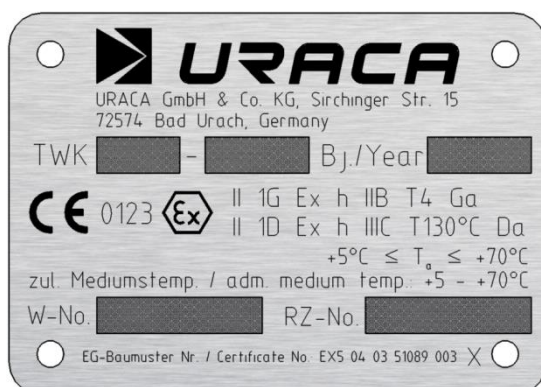 URACA
URACA GmbH & Co. KG, Sirchinger Str. 15
72574 Bad Urach, Germany
TWK - Bj./Year
CE 0123 Ex II 1G Ex h IIB T4 Ga
II 1D Ex h IIIC T130°C Da
+5°C ≤ Ta ≤ +70°C
zul. Mediumstemp. / adm. medium temp.: +5 - +70°C
W-No. RZ-No.
EG-Baumuster Nr. / Certificate No. EX5 04 03 51089 003 X